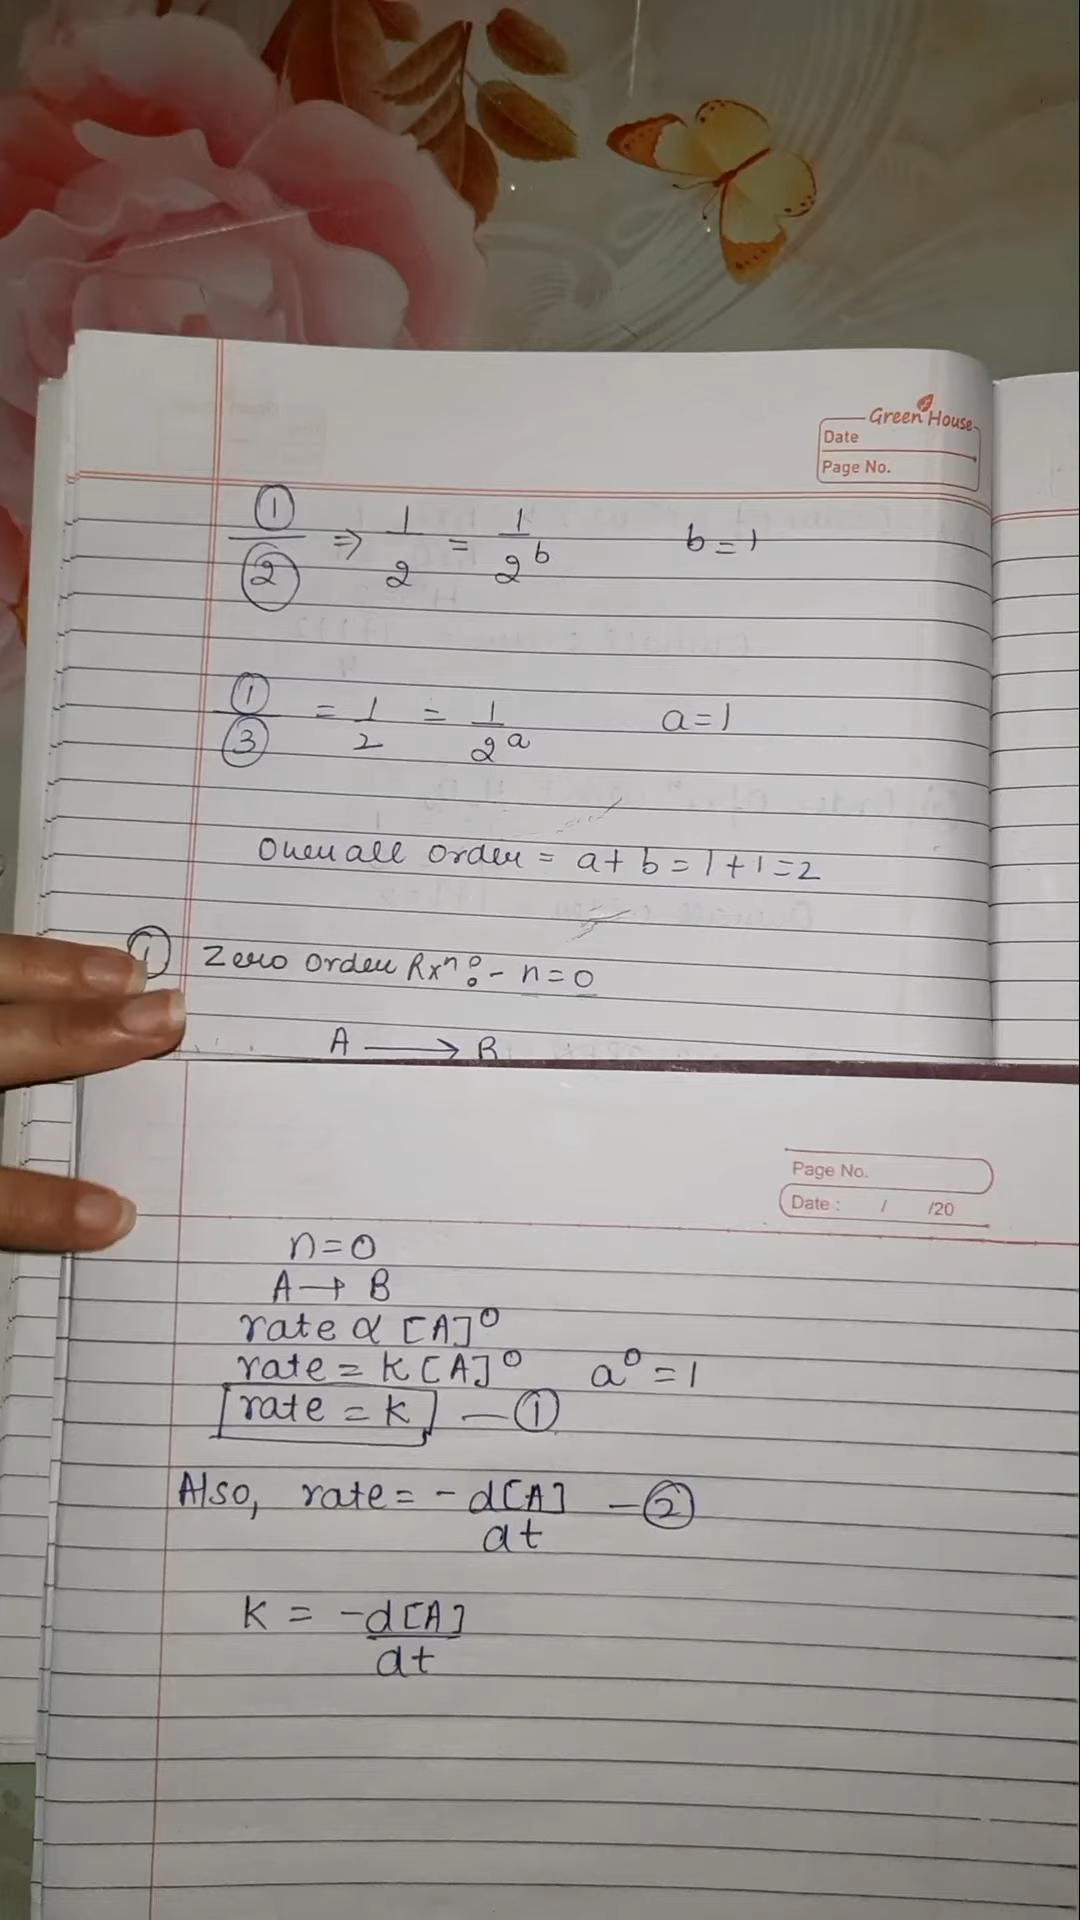 Green House
Date
Page No.
① / ② ⇒ 1/2 = 1/2^b b = 1
① / ③ = 1/2 = 1/2^a a = 1
Overall order = a + b = 1 + 1 = 2
① Zero order Rxⁿ :- n = 0
A ⟶ B
Page No.
Date : / /20
n = 0
A → B
rate ∝ [A]⁰
rate = K [A]⁰ a⁰ = 1
rate = K — ①
Also, rate = - d[A] / dt — ②
K = - d[A] / dt